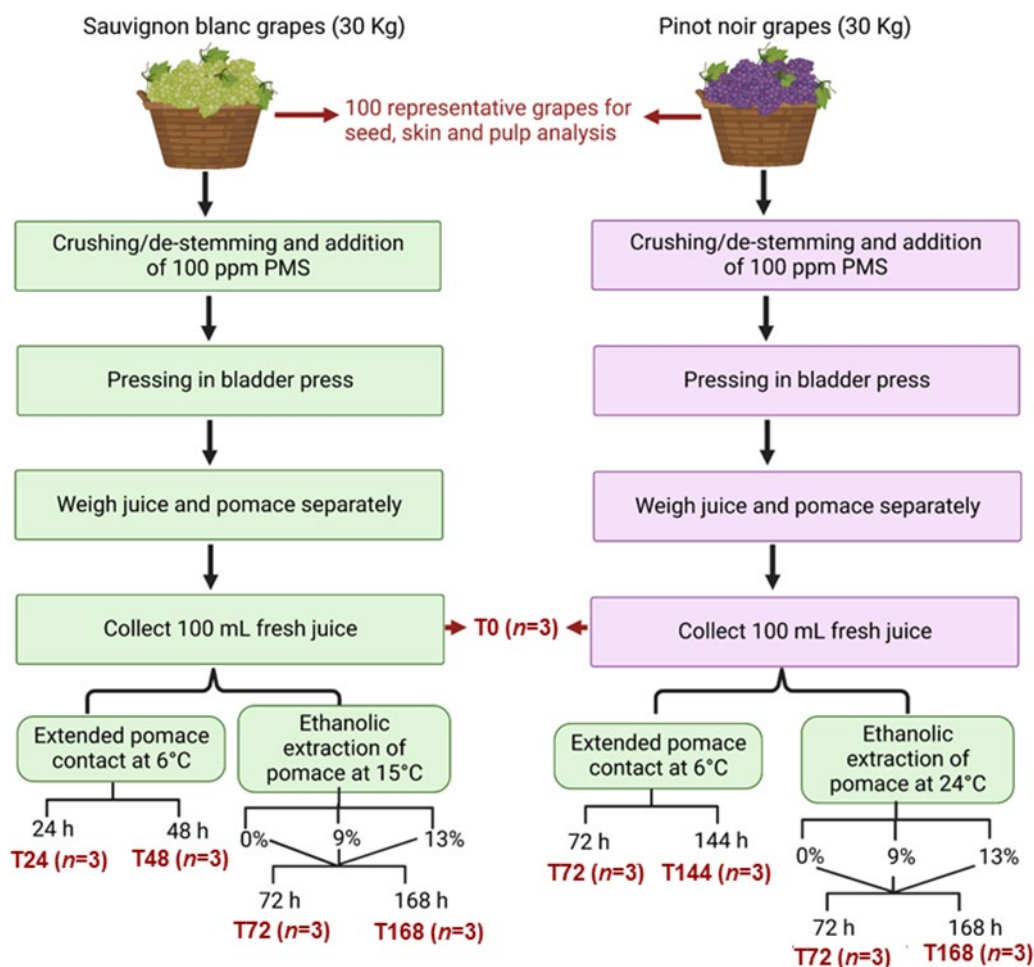 Sauvignon blanc grapes (30 Kg)
Pinot noir grapes (30 Kg)
100 representative grapes for
seed, skin and pulp analysis
Crushing/de-stemming and addition
of 100 ppm PMS
Crushing/de-stemming and addition
of 100 ppm PMS
Pressing in bladder press
Pressing in bladder press
Weigh juice and pomace separately
Weigh juice and pomace separately
Collect 100 mL fresh juice
T0 (n=3)
Collect 100 mL fresh juice
Extended pomace
contact at 6°C
Ethanolic
extraction of
pomace at 15°C
24 h
48 h
T24 (n=3)
T48 (n=3)
0%
9%
13%
72 h
168 h
T72 (n=3)
T168 (n=3)
Extended pomace
contact at 6°C
Ethanolic
extraction of
pomace at 24°C
72 h
144 h
T72 (n=3)
T144 (n=3)
0%
9%
13%
72 h
168 h
T72 (n=3)
T168 (n=3)